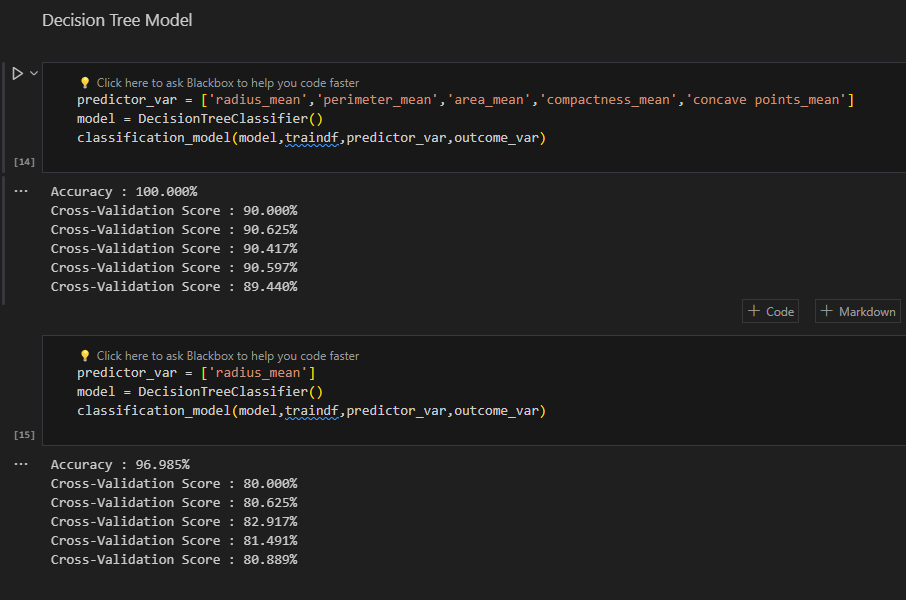 Decision Tree Model
Click here to ask Blackbox to help you code faster
predictor_var = ['radius_mean','perimeter_mean','area_mean','compactness_mean','concave points_mean']
model = DecisionTreeClassifier()
classification_model(model,traindf,predictor_var,outcome_var)
[14]
... Accuracy : 100.000%
Cross-Validation Score : 90.000%
Cross-Validation Score : 90.625%
Cross-Validation Score : 90.417%
Cross-Validation Score : 90.597%
Cross-Validation Score : 89.440%
+ Code + Markdown
Click here to ask Blackbox to help you code faster
predictor_var = ['radius_mean']
model = DecisionTreeClassifier()
classification_model(model,traindf,predictor_var,outcome_var)
[15]
... Accuracy : 96.985%
Cross-Validation Score : 80.000%
Cross-Validation Score : 80.625%
Cross-Validation Score : 82.917%
Cross-Validation Score : 81.491%
Cross-Validation Score : 80.889%